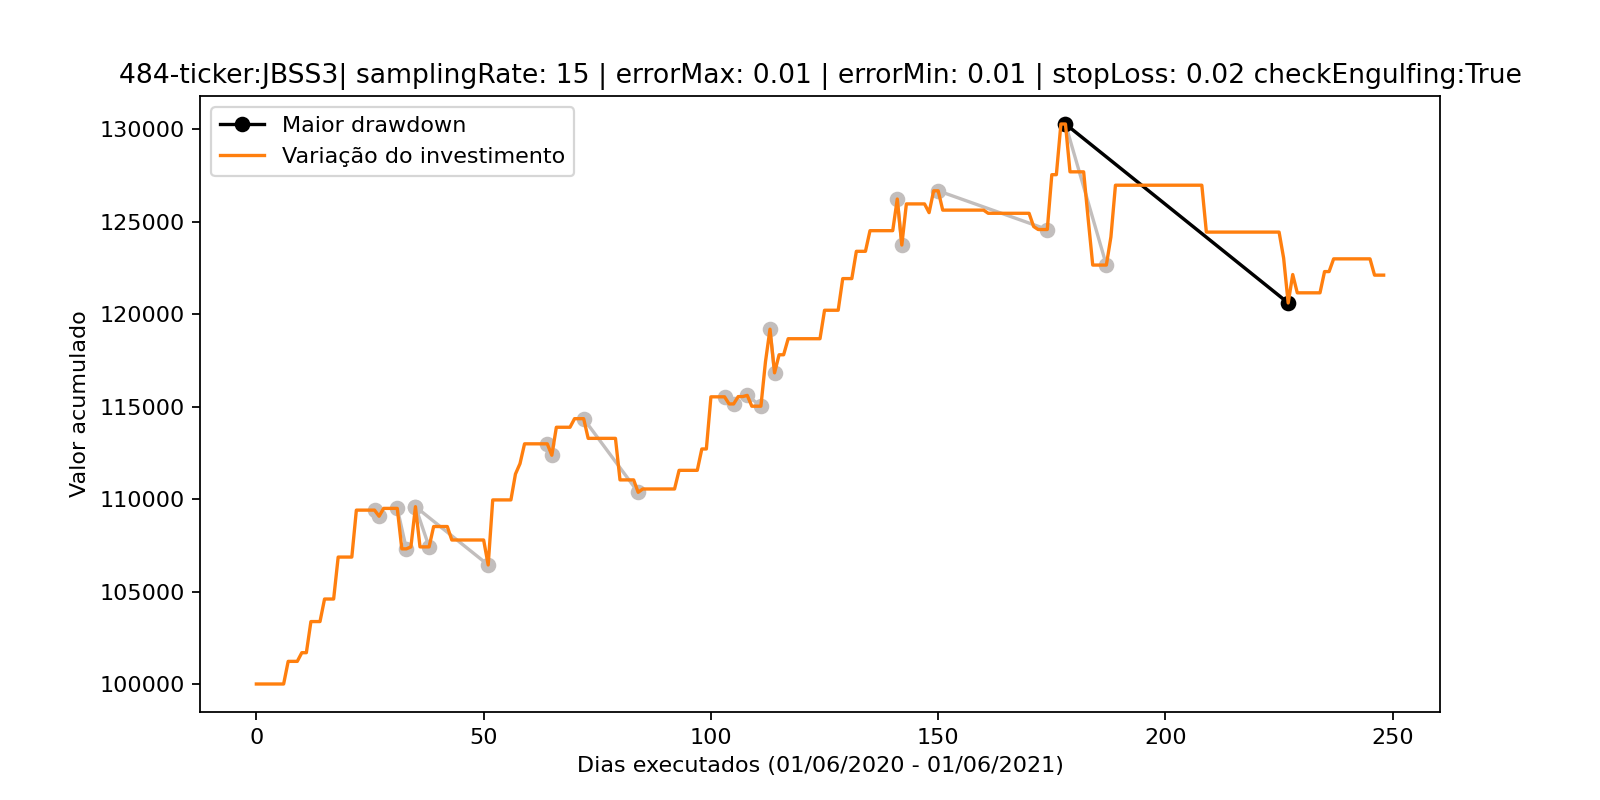 484-ticker:JBSS3| samplingRate: 15 | errorMax: 0.01 | errorMin: 0.01 | stopLoss: 0.02 checkEngulfing:True
Maior drawdown
Variação do investimento
130000
125000
120000
115000
110000
105000
100000
Valor acumulado
0 50 100 150 200 250
Dias executados (01/06/2020 - 01/06/2021)